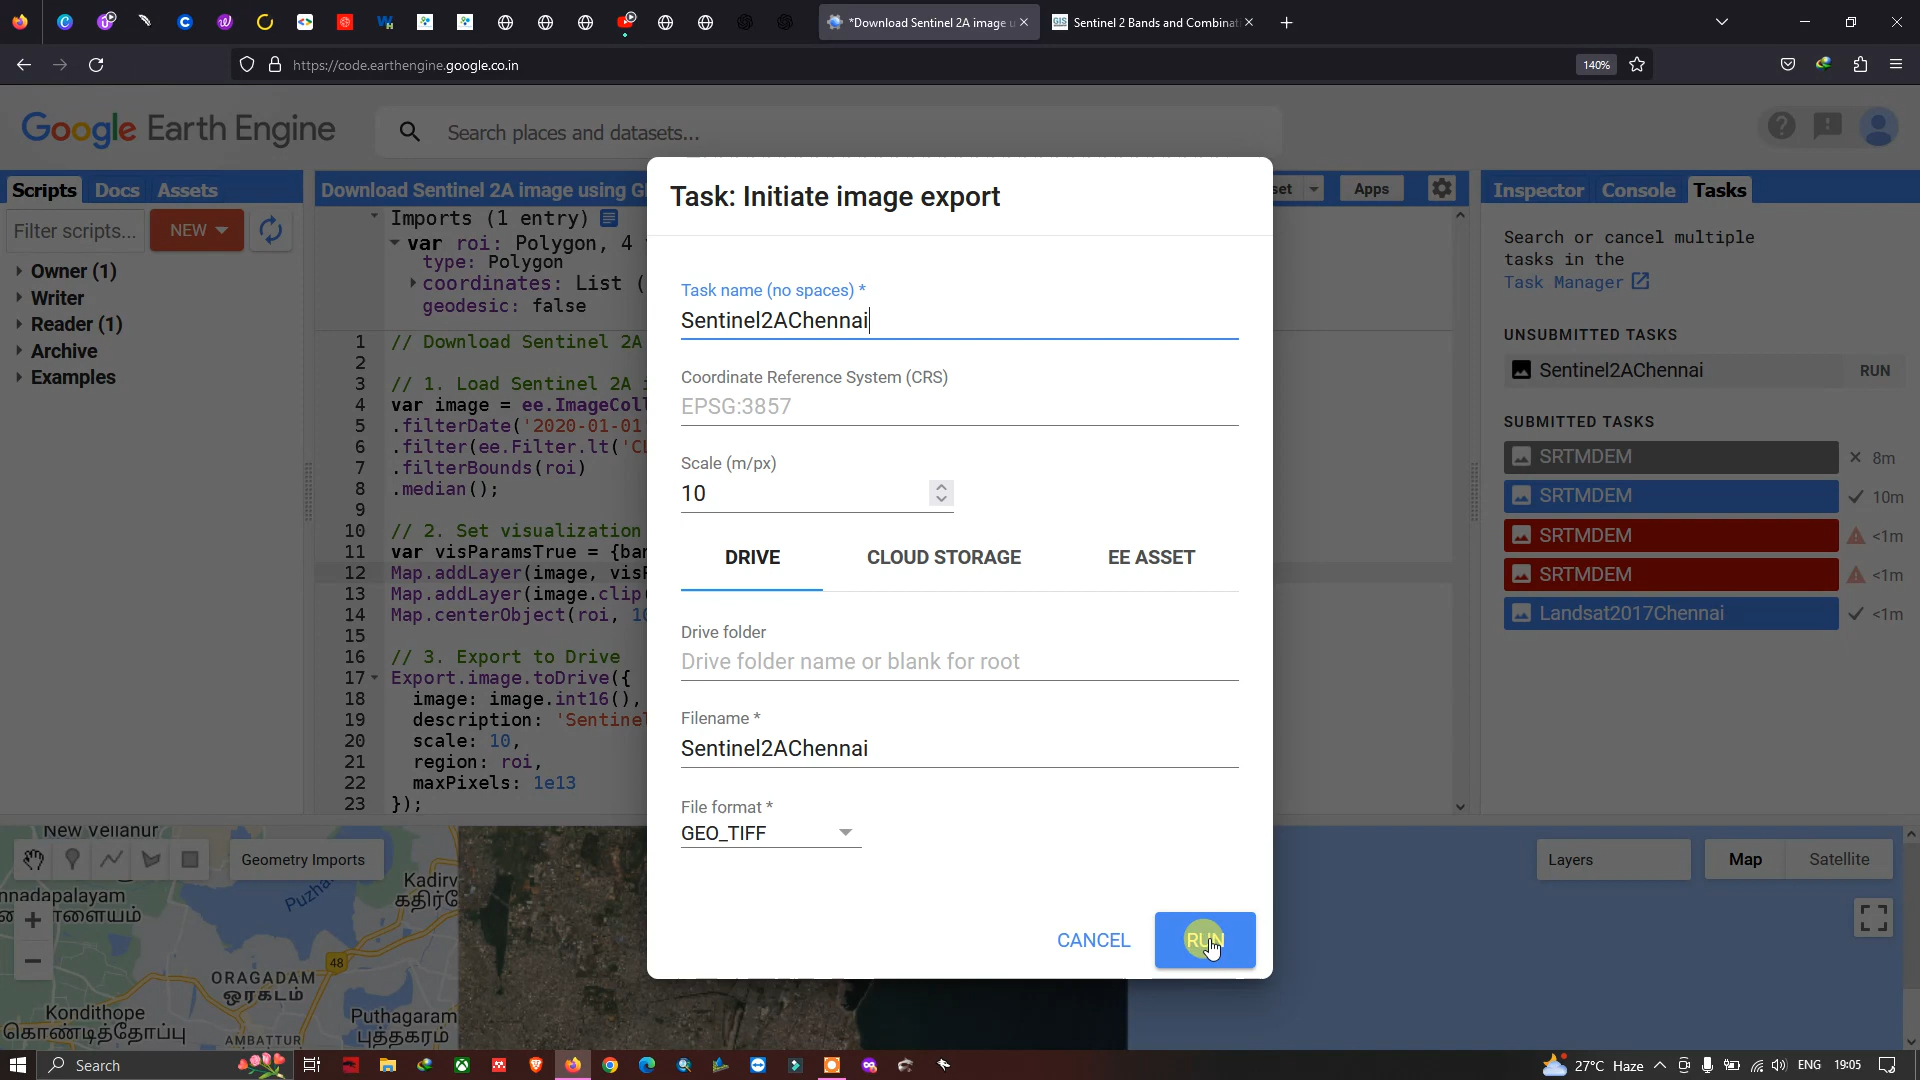 *Download Sentinel 2A image u
Sentinel 2 Bands and Combinat
https://code.earthengine.google.co.in
140%
Google Earth Engine
Search places and datasets...
Scripts Docs Assets
Filter scripts...
NEW
Owner (1)
Writer
Reader (1)
Archive
Examples
Download Sentinel 2A image using G
set
Apps
Imports (1 entry)
var roi: Polygon, 4
type: Polygon
coordinates: List (
geodesic: false
1 // Download Sentinel 2A
2
3 // 1. Load Sentinel 2A
4 var image = ee.ImageColl
5 .filterDate('2020-01-01
6 .filter(ee.Filter.lt('CL
7 .filterBounds(roi)
8 .median();
9
10 // 2. Set visualization
11 var visParamsTrue = {ban
12 Map.addLayer(image, visP
13 Map.addLayer(image.clip
14 Map.centerObject(roi, 10
15
16 // 3. Export to Drive
17 Export.image.toDrive({
18 image: image.int16(),
19 description: 'Sentinel
20 scale: 10,
21 region: roi,
22 maxPixels: 1e13
23 });
Task: Initiate image export
Task name (no spaces) *
Sentinel2AChennai
Coordinate Reference System (CRS)
EPSG:3857
Scale (m/px)
10
DRIVE
CLOUD STORAGE
EE ASSET
Drive folder
Drive folder name or blank for root
Filename *
Sentinel2AChennai
File format *
GEO_TIFF
CANCEL
RUN
Inspector Console Tasks
Search or cancel multiple
tasks in the
Task Manager
UNSUBMITTED TASKS
Sentinel2AChennai
RUN
SUBMITTED TASKS
SRTMDEM 8m
SRTMDEM 10m
SRTMDEM <1m
SRTMDEM <1m
Landsat2017Chennai <1m
New Vellanur
Geometry Imports
Layers
Map
Satellite
Puzha
Kadirv
கதிர்
nnadapalayam
ORAGADAM
ஒரகடம்
48
Kondithope
கொண்டித்தோப்பு
AMBATTUR
Puthagaram
புத்தகரம்
Search
27°C Haze
ENG
19:05